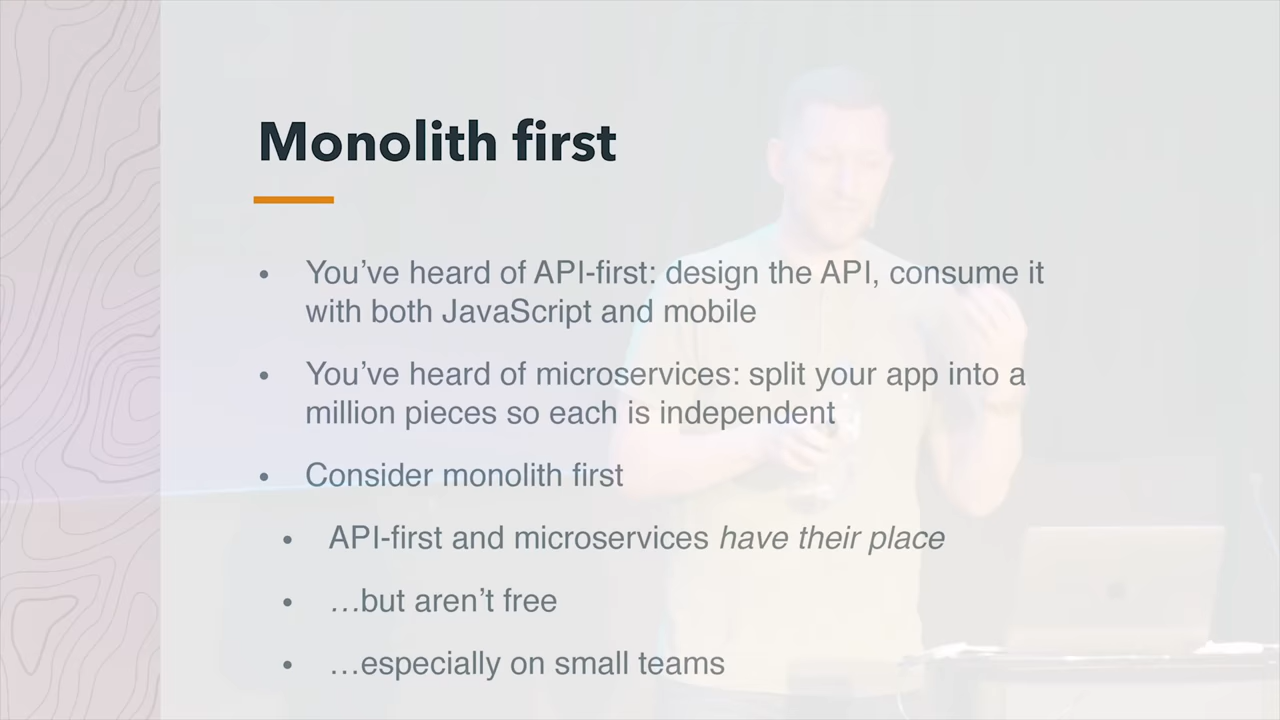 Monolith first
• You’ve heard of API-first: design the API, consume it
with both JavaScript and mobile
• You’ve heard of microservices: split your app into a
million pieces so each is independent
• Consider monolith first
• API-first and microservices have their place
• …but aren’t free
• …especially on small teams